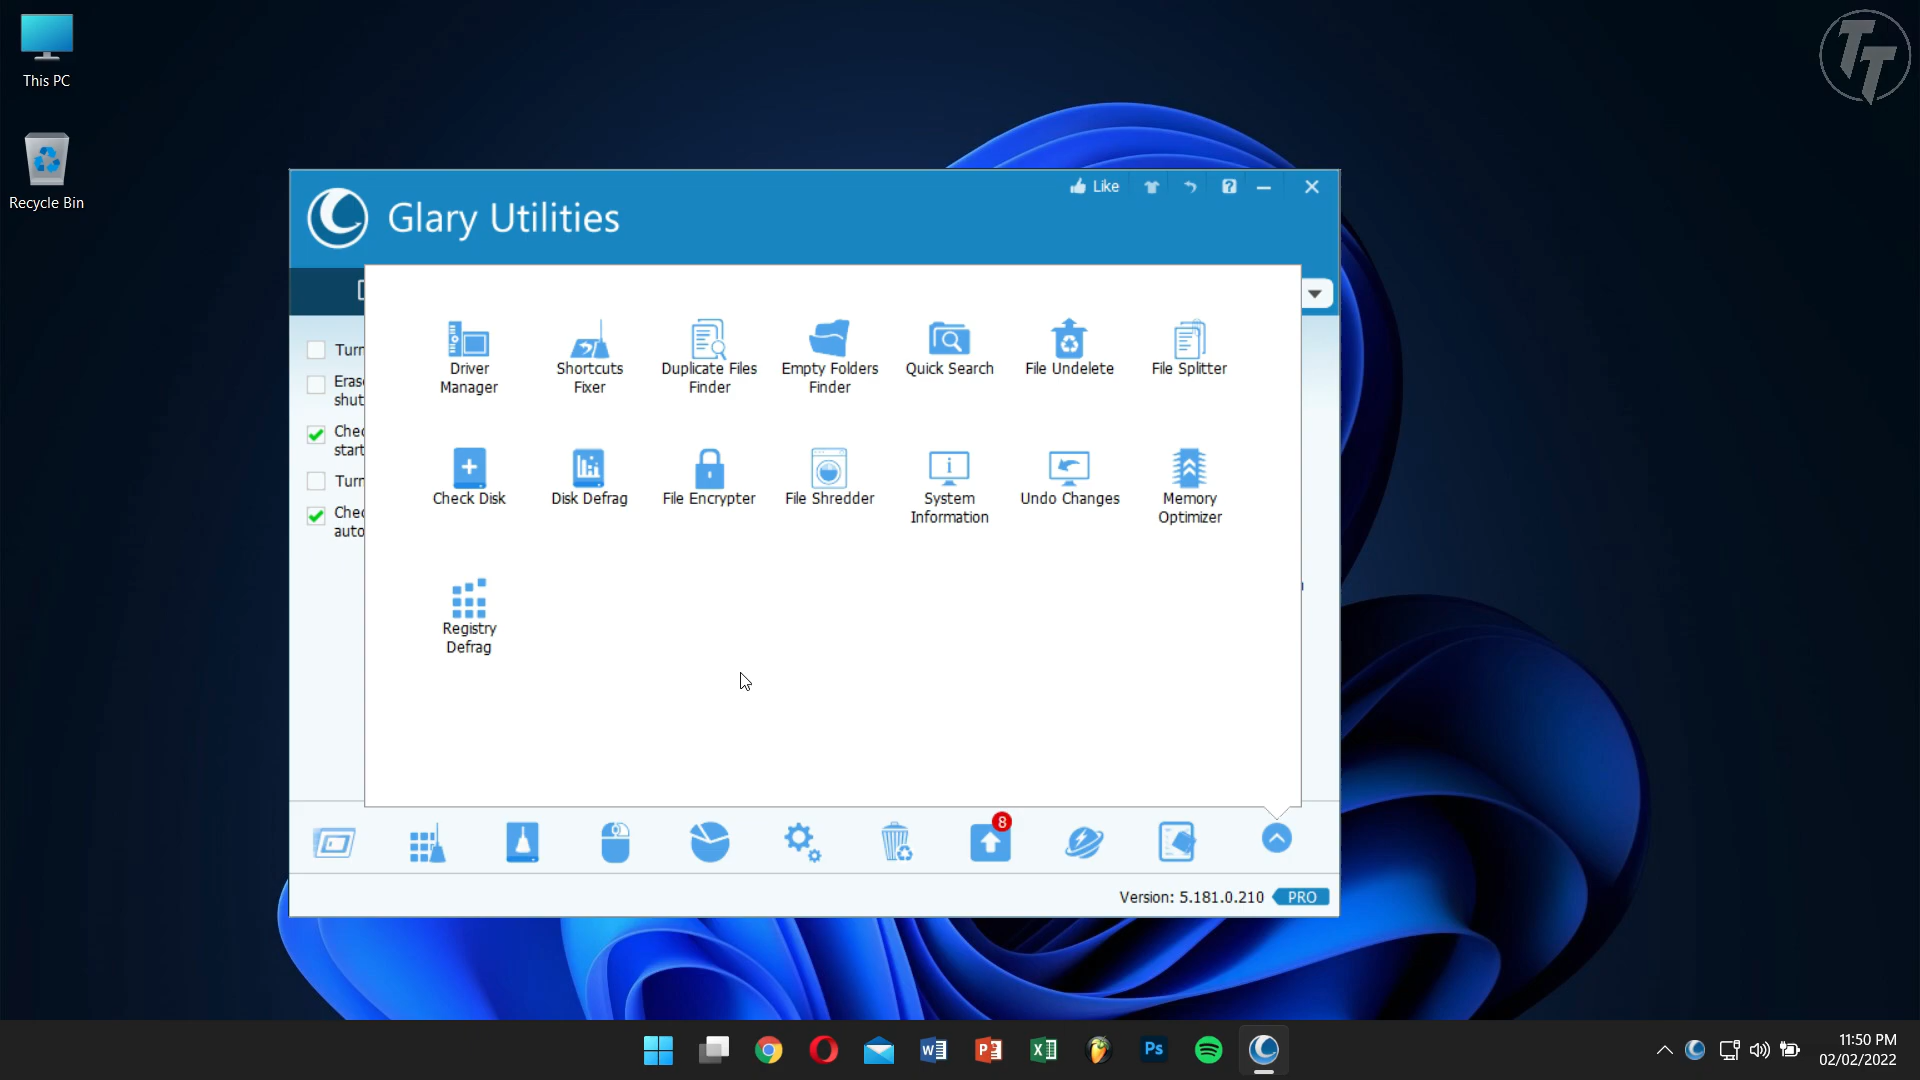 This PC
Recycle Bin
TT
Like
Glary Utilities
Turn
Eras
shut
Chec
start
Turn
Chec
auto
Driver
Manager
Shortcuts
Fixer
Duplicate Files
Finder
Empty Folders
Finder
Quick Search
File Undelete
File Splitter
Check Disk
Disk Defrag
File Encrypter
File Shredder
System
Information
Undo Changes
Memory
Optimizer
Registry
Defrag
8
Version: 5.181.0.210
PRO
Ps
11:50 PM
02/02/2022